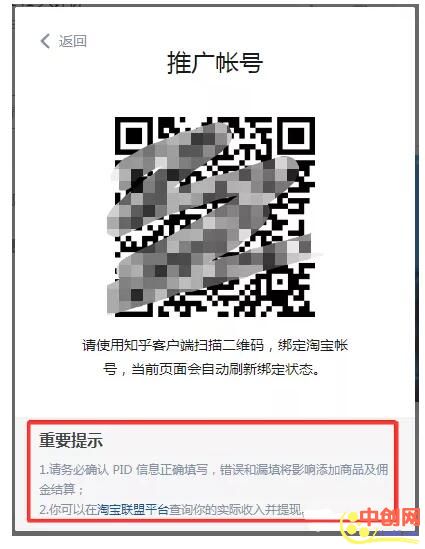 返回
推广帐号
请使用知乎客户端扫描二维码，绑定淘宝帐
号，当前页面会自动刷新绑定状态。
重要提示
1.请务必确认 PID 信息正确填写，错误和漏填将影响添加商品及佣
金结算；
2.你可以在淘宝联盟平台查询你的实际收入并提现。
中创网